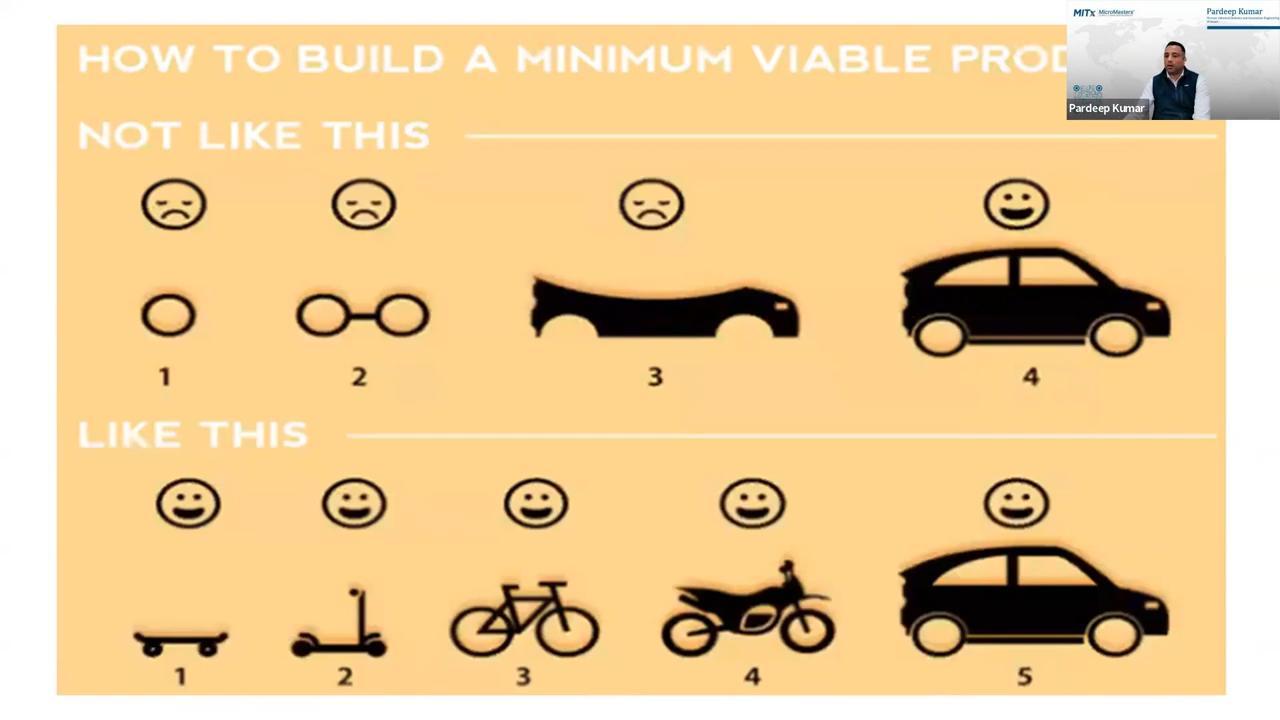 HOW TO BUILD A MINIMUM VIABLE PROD
NOT LIKE THIS
1 2 3 4
LIKE THIS
1 2 3 4 5
MITx MicroMasters
Pardeep Kumar
Pardeep Kumar